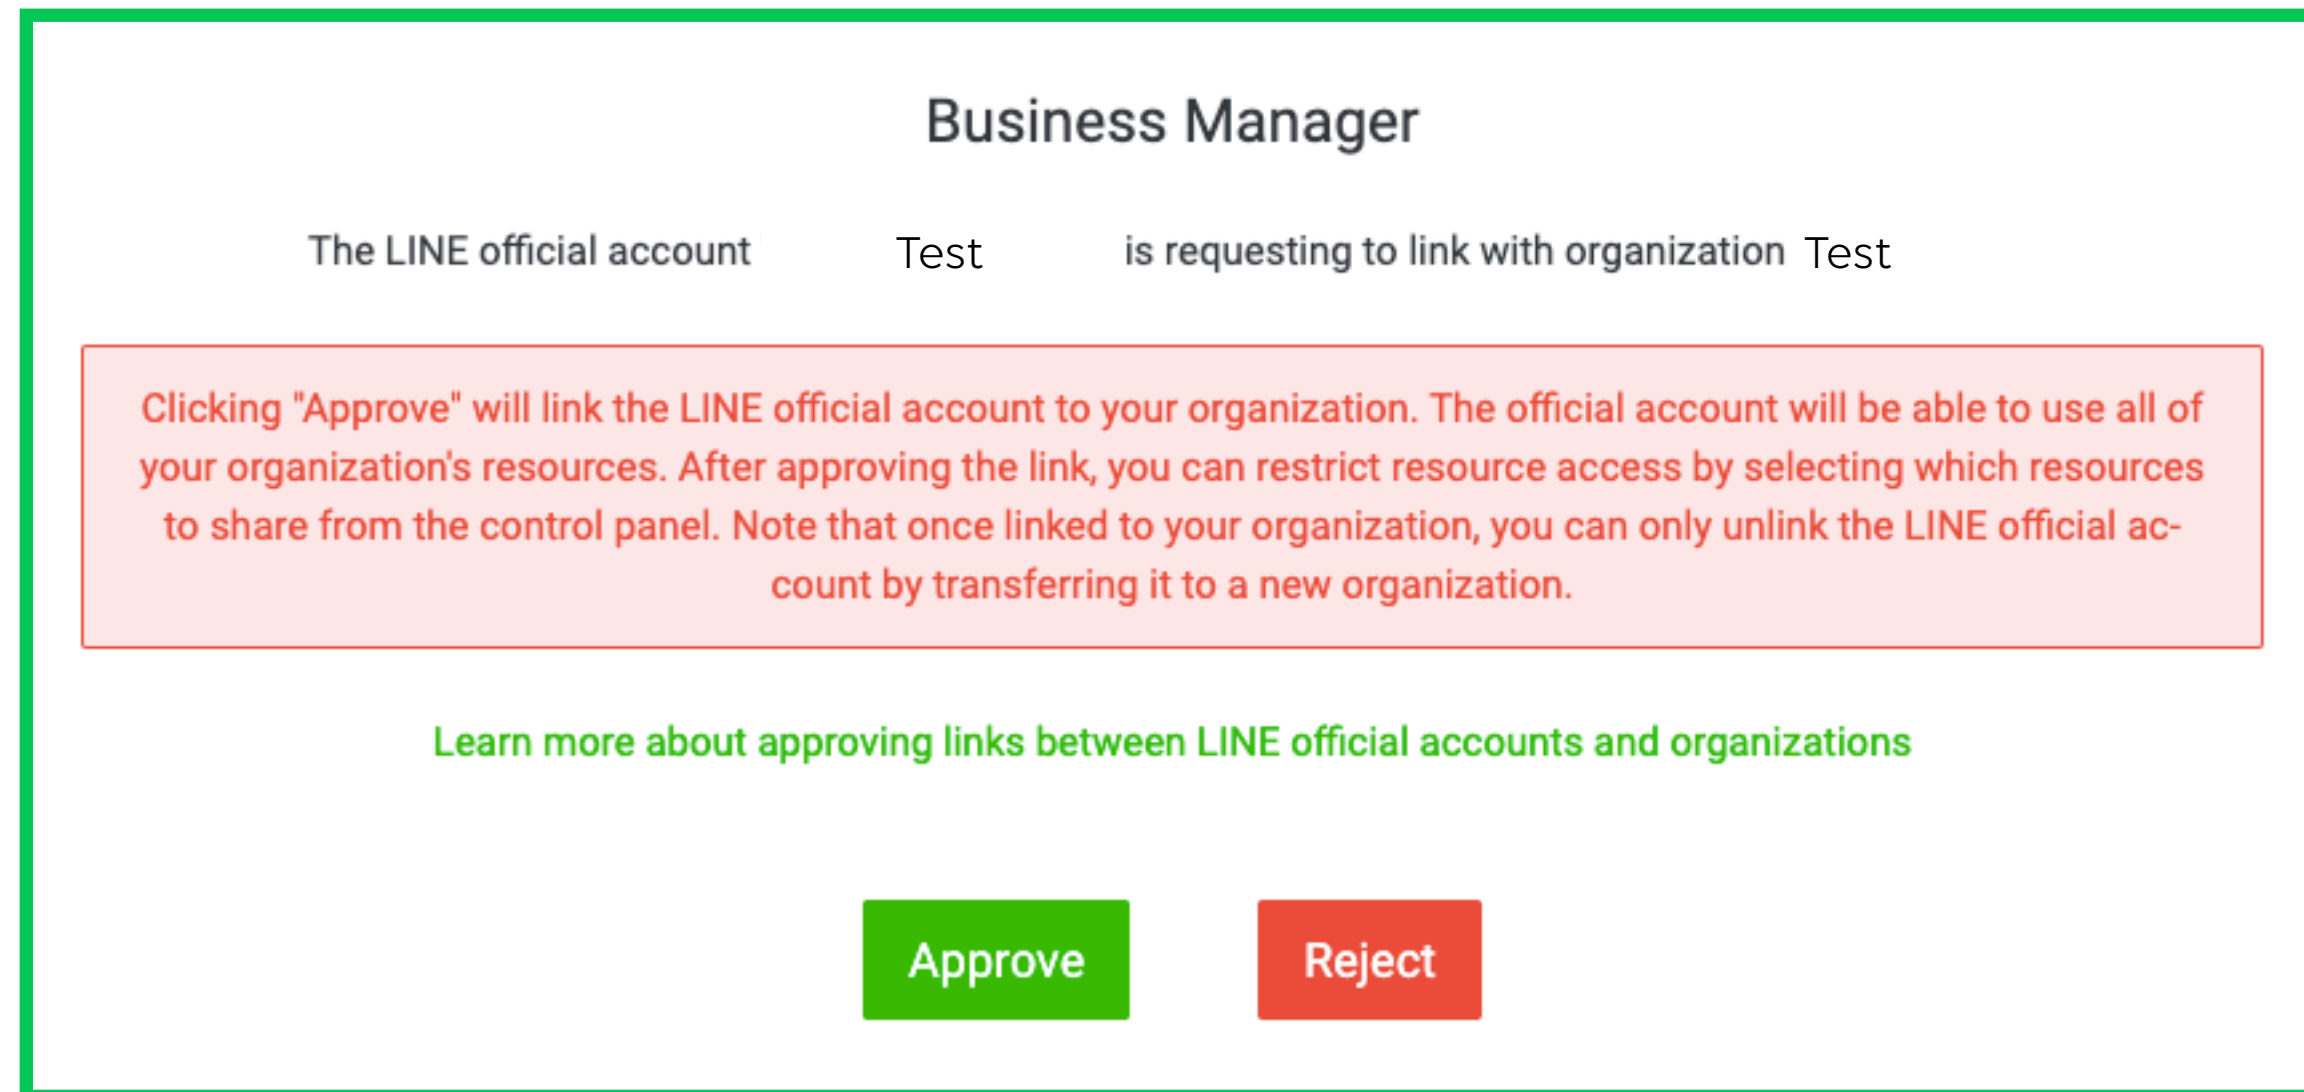 Business Manager
The LINE official account Test is requesting to link with organization Test
Clicking "Approve" will link the LINE official account to your organization. The official account will be able to use all of
your organization's resources. After approving the link, you can restrict resource access by selecting which resources
to share from the control panel. Note that once linked to your organization, you can only unlink the LINE official ac-
count by transferring it to a new organization.
Learn more about approving links between LINE official accounts and organizations
Approve Reject